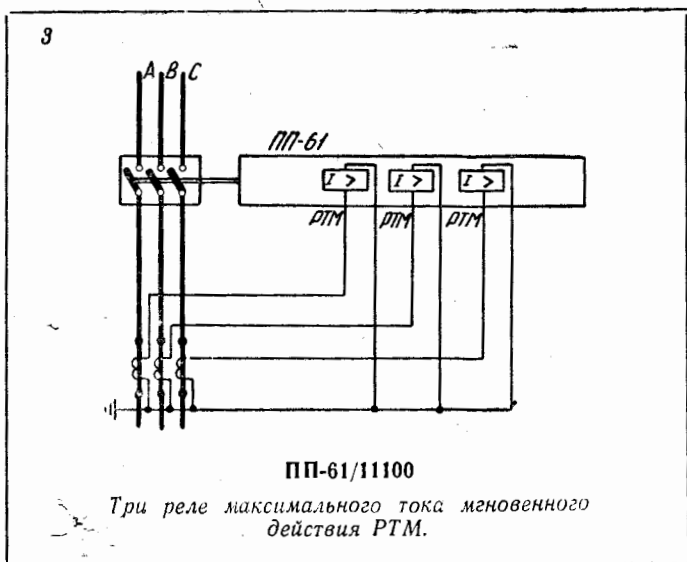 3
A B C
ПП-61
I > I > I >
РТМ РТМ РТМ
ПП-61/11100
Три реле максимального тока мгновенного
действия РТМ.